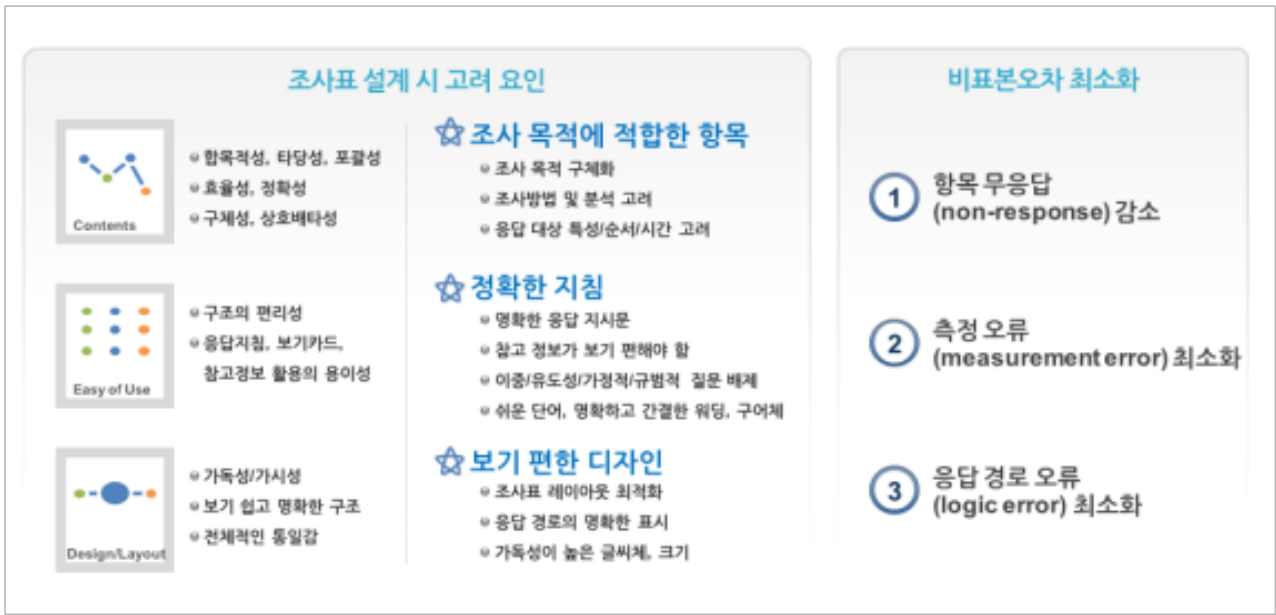 조사표 설계 시 고려 요인
Contents
합목적성, 타당성, 포괄성
효율성, 정확성
구체성, 상호배타성
조사 목적에 적합한 항목
조사 목적 구체화
조사방법 및 분석 고려
응답 대상 특성/순서/시간 고려
Easy of Use
구조의 편리성
응답지침, 보기카드,
참고정보 활용의 용이성
정확한 지침
명확한 응답 지시문
참고 정보가 보기 편해야 함
이중/유도성/가정적/규범적 질문 배제
쉬운 단어, 명확하고 간결한 워딩, 구어체
Design/Layout
가독성/가시성
보기 쉽고 명확한 구조
전체적인 통일감
보기 편한 디자인
조사표 레이아웃 최적화
응답 경로의 명확한 표시
가독성이 높은 글씨체, 크기
비표본오차 최소화
1 항목 무응답
(non-response) 감소
2 측정 오류
(measurement error) 최소화
3 응답 경로 오류
(logic error) 최소화